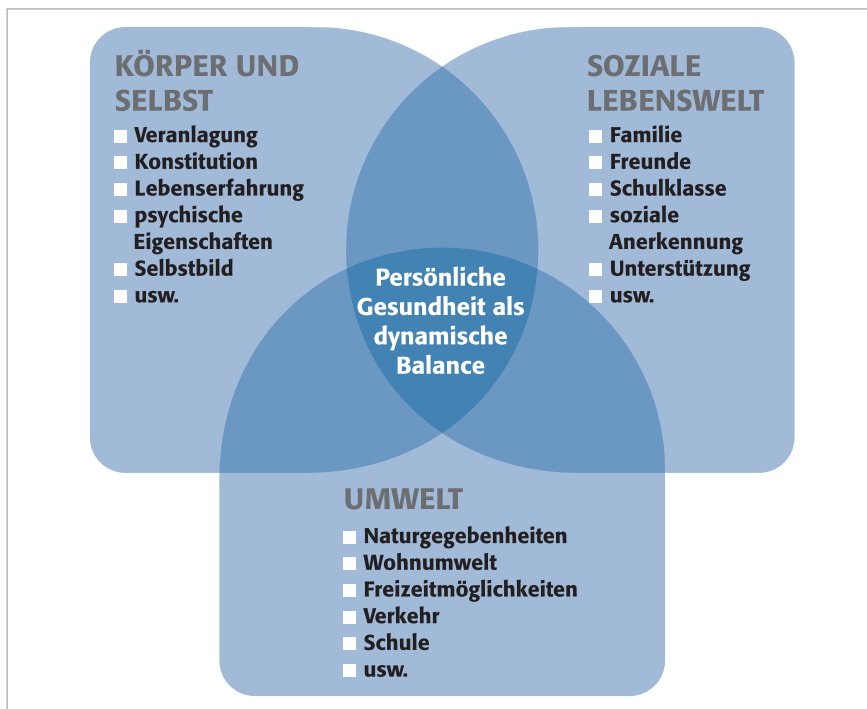 KÖRPER UND
SELBST
Veranlagung
Konstitution
Lebenserfahrung
psychische
Eigenschaften
Selbstbild
usw.
SOZIALE
LEBENSWELT
Familie
Freunde
Schulklasse
soziale
Anerkennung
Unterstützung
usw.
Persönliche
Gesundheit als
dynamische
Balance
UMWELT
Naturgegebenheiten
Wohnumwelt
Freizeitmöglichkeiten
Verkehr
Schule
usw.